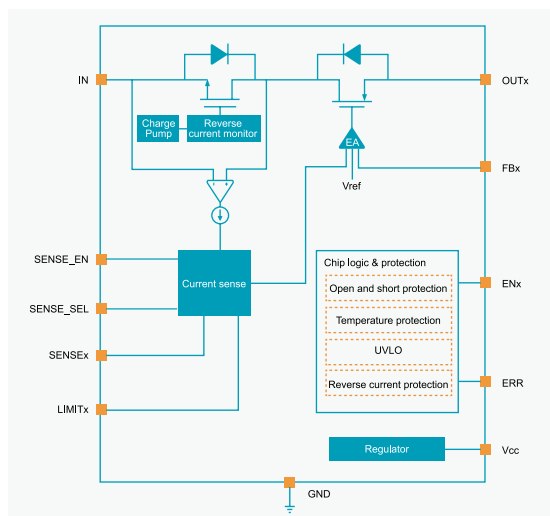 IN
OUTx
Charge
Pump
Reverse
current monitor
EA
Vref
FBx
- +
SENSE_EN
SENSE_SEL
SENSEx
LIMITx
Current sense
Chip logic & protection
Open and short protection
Temperature protection
UVLO
Reverse current protection
ENx
ERR
Regulator
Vcc
GND